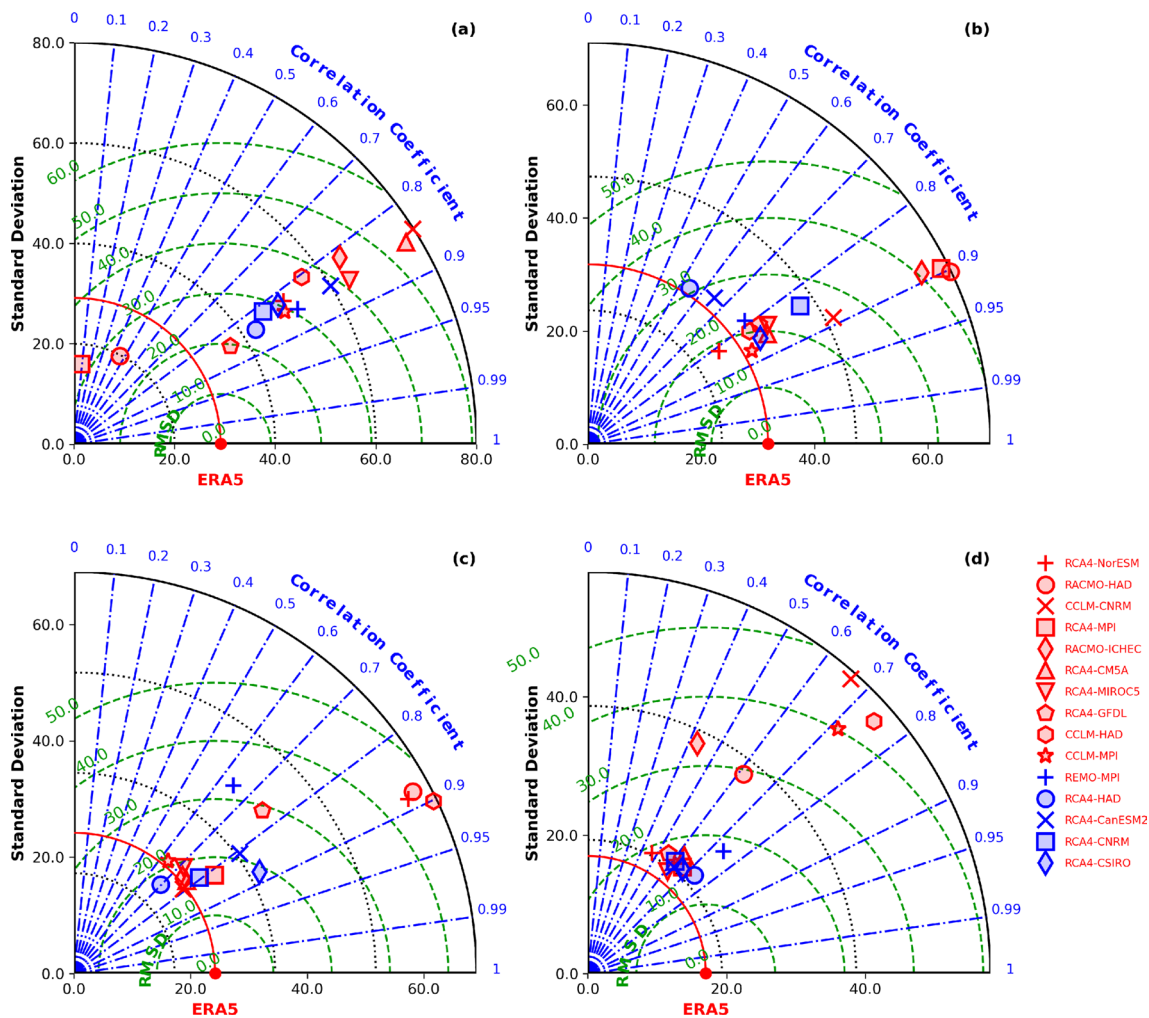 (a)
0 0.1 0.2 0.3 0.4 0.5 0.6 0.7 0.8 0.9 0.95 0.99 1
Correlation Coefficient
Standard Deviation
80.0
60.0
40.0
20.0
0.0
60.0 50.0 40.0 30.0 20.0 10.0 0.0
RMSD
0.0 20.0 40.0 60.0 80.0
ERA5
(b)
0 0.1 0.2 0.3 0.4 0.5 0.6 0.7 0.8 0.9 0.95 0.99 1
Correlation Coefficient
Standard Deviation
60.0
40.0
20.0
0.0
50.0 40.0 30.0 20.0 10.0 0.0
RMSD
0.0 20.0 40.0 60.0
ERA5
(c)
0 0.1 0.2 0.3 0.4 0.5 0.6 0.7 0.8 0.9 0.95 0.99 1
Correlation Coefficient
Standard Deviation
60.0
40.0
20.0
0.0
50.0 40.0 30.0 20.0 10.0 0.0
RMSD
0.0 20.0 40.0 60.0
ERA5
(d)
0 0.1 0.2 0.3 0.4 0.5 0.6 0.7 0.8 0.9 0.95 0.99 1
Correlation Coefficient
Standard Deviation
40.0
20.0
0.0
50.0 40.0 30.0 20.0 10.0 0.0
RMSD
0.0 20.0 40.0
ERA5
RCA4-NorESM
RACMO-HAD
CCLM-CNRM
RCA4-MPI
RACMO-ICHEC
RCA4-CM5A
RCA4-MIROC5
RCA4-GFDL
CCLM-HAD
CCLM-MPI
REMO-MPI
RCA4-HAD
RCA4-CanESM2
RCA4-CNRM
RCA4-CSIRO